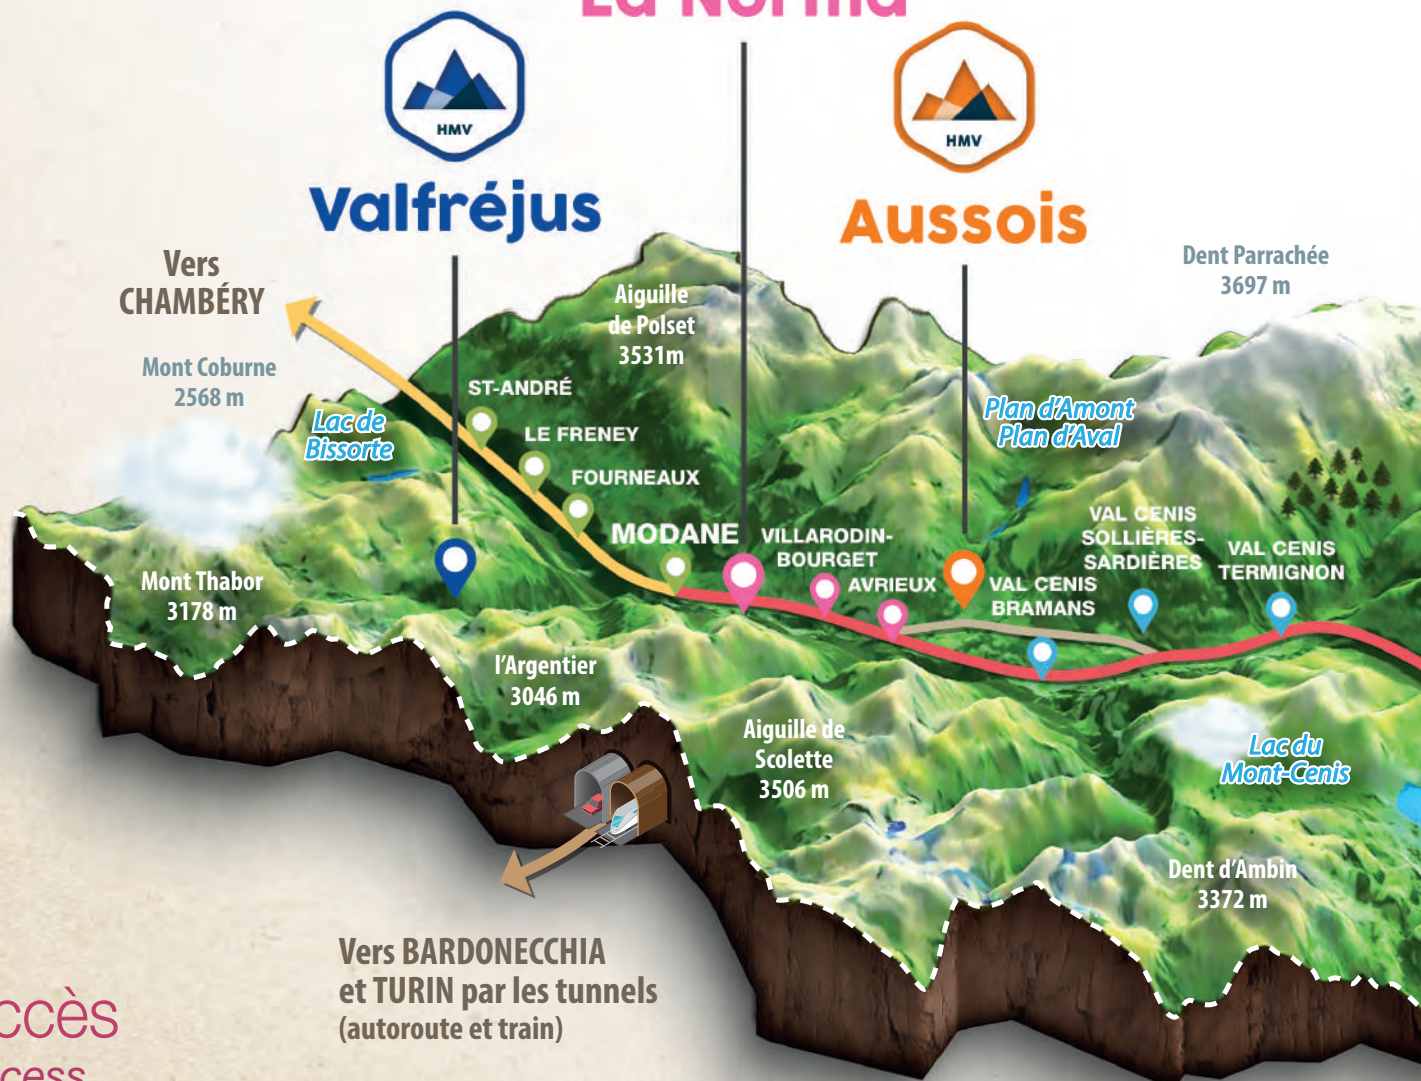 La Norma
HMV
HMV
Valfréjus
Aussois
Vers
CHAMBÉRY
Dent Parrachée
3697 m
Aiguille
de Polset
3531m
Mont Coburne
2568 m
ST-ANDRÉ
Lac de
Bissorte
LE FRENEY
Plan d'Amont
Plan d'Aval
FOURNEAUX
MODANE
VILLARODIN-
BOURGET
AVRIEUX
VAL CENIS
SOLLIÈRES-
SARDIÈRES
VAL CENIS
TERMIGNON
VAL CENIS
BRAMANS
Mont Thabor
3178 m
l'Argentier
3046 m
Aiguille de
Scolette
3506 m
Lac du
Mont-Cenis
Dent d'Ambin
3372 m
Vers BARDONECCHIA
et TURIN par les tunnels
(autoroute et train)
ccès
cess